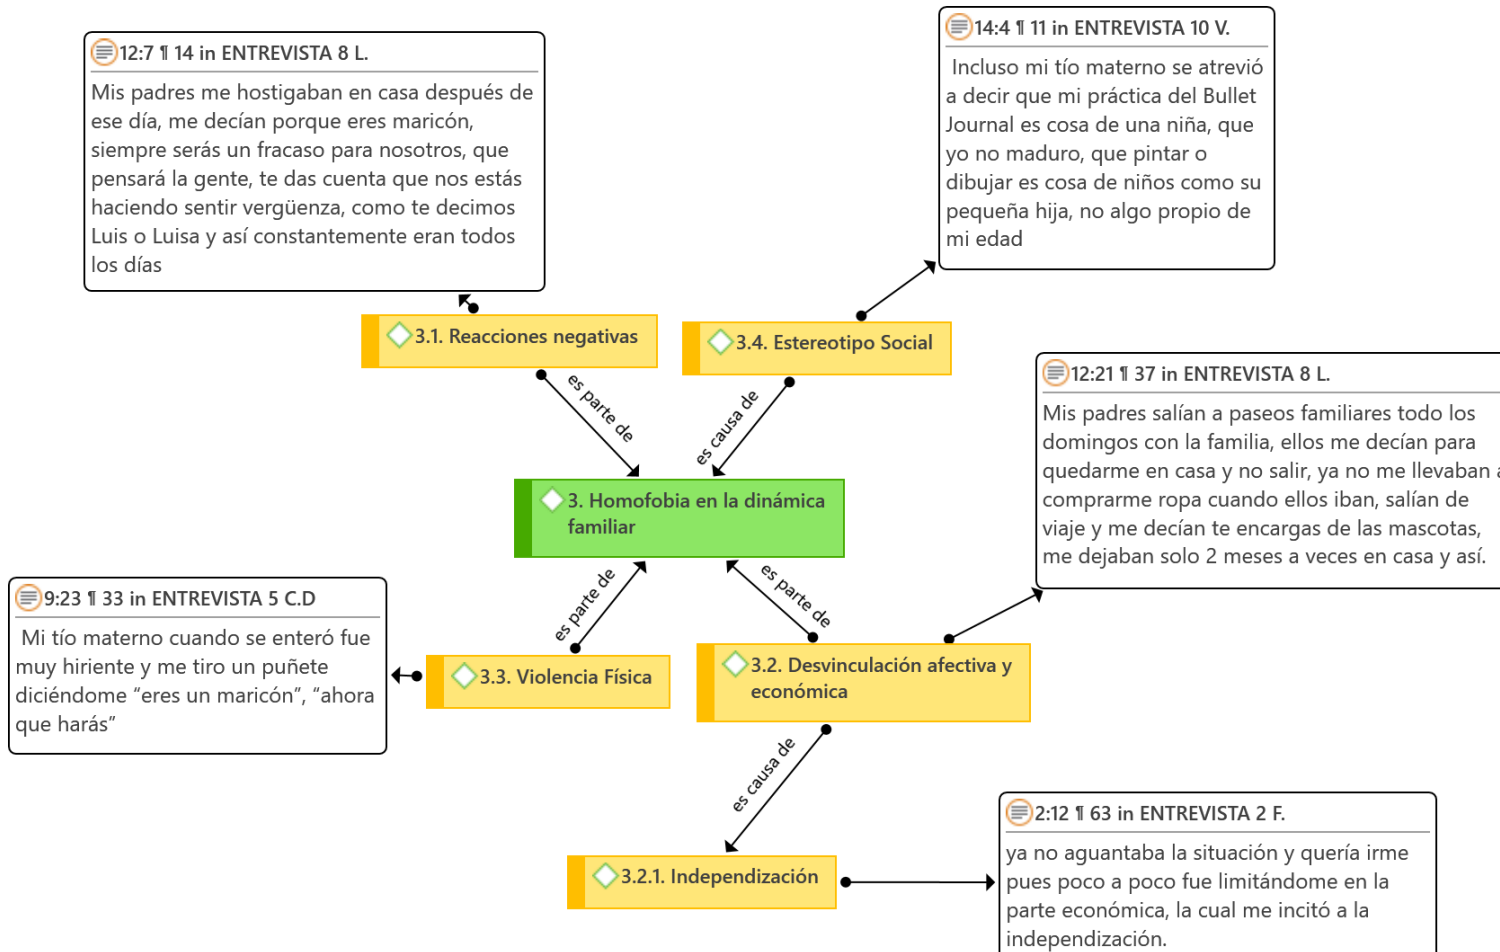 12:7 ¶ 14 in ENTREVISTA 8 L.
Mis padres me hostigaban en casa después de
ese día, me decían porque eres maricón,
siempre serás un fracaso para nosotros, que
pensará la gente, te das cuenta que nos estás
haciendo sentir vergüenza, como te decimos
Luis o Luisa y así constantemente eran todos
los días
14:4 ¶ 11 in ENTREVISTA 10 V.
Incluso mi tío materno se atrevió
a decir que mi práctica del Bullet
Journal es cosa de una niña, que
yo no maduro, que pintar o
dibujar es cosa de niños como su
pequeña hija, no algo propio de
mi edad
3.1. Reacciones negativas
3.4. Estereotipo Social
es parte de
es causa de
12:21 ¶ 37 in ENTREVISTA 8 L.
Mis padres salían a paseos familiares todo los
domingos con la familia, ellos me decían para
quedarme en casa y no salir, ya no me llevaban a
comprarme ropa cuando ellos iban, salían de
viaje y me decían te encargas de las mascotas,
me dejaban solo 2 meses a veces en casa y así.
3. Homofobia en la dinámica
familiar
es parte de
es parte de
9:23 ¶ 33 in ENTREVISTA 5 C.D
Mi tío materno cuando se enteró fue
muy hiriente y me tiro un puñete
diciéndome “eres un maricón”, “ahora
que harás”
3.3. Violencia Física
3.2. Desvinculación afectiva y
económica
es causa de
3.2.1. Independización
2:12 ¶ 63 in ENTREVISTA 2 F.
ya no aguantaba la situación y quería irme
pues poco a poco fue limitándome en la
parte económica, la cual me incitó a la
independización.